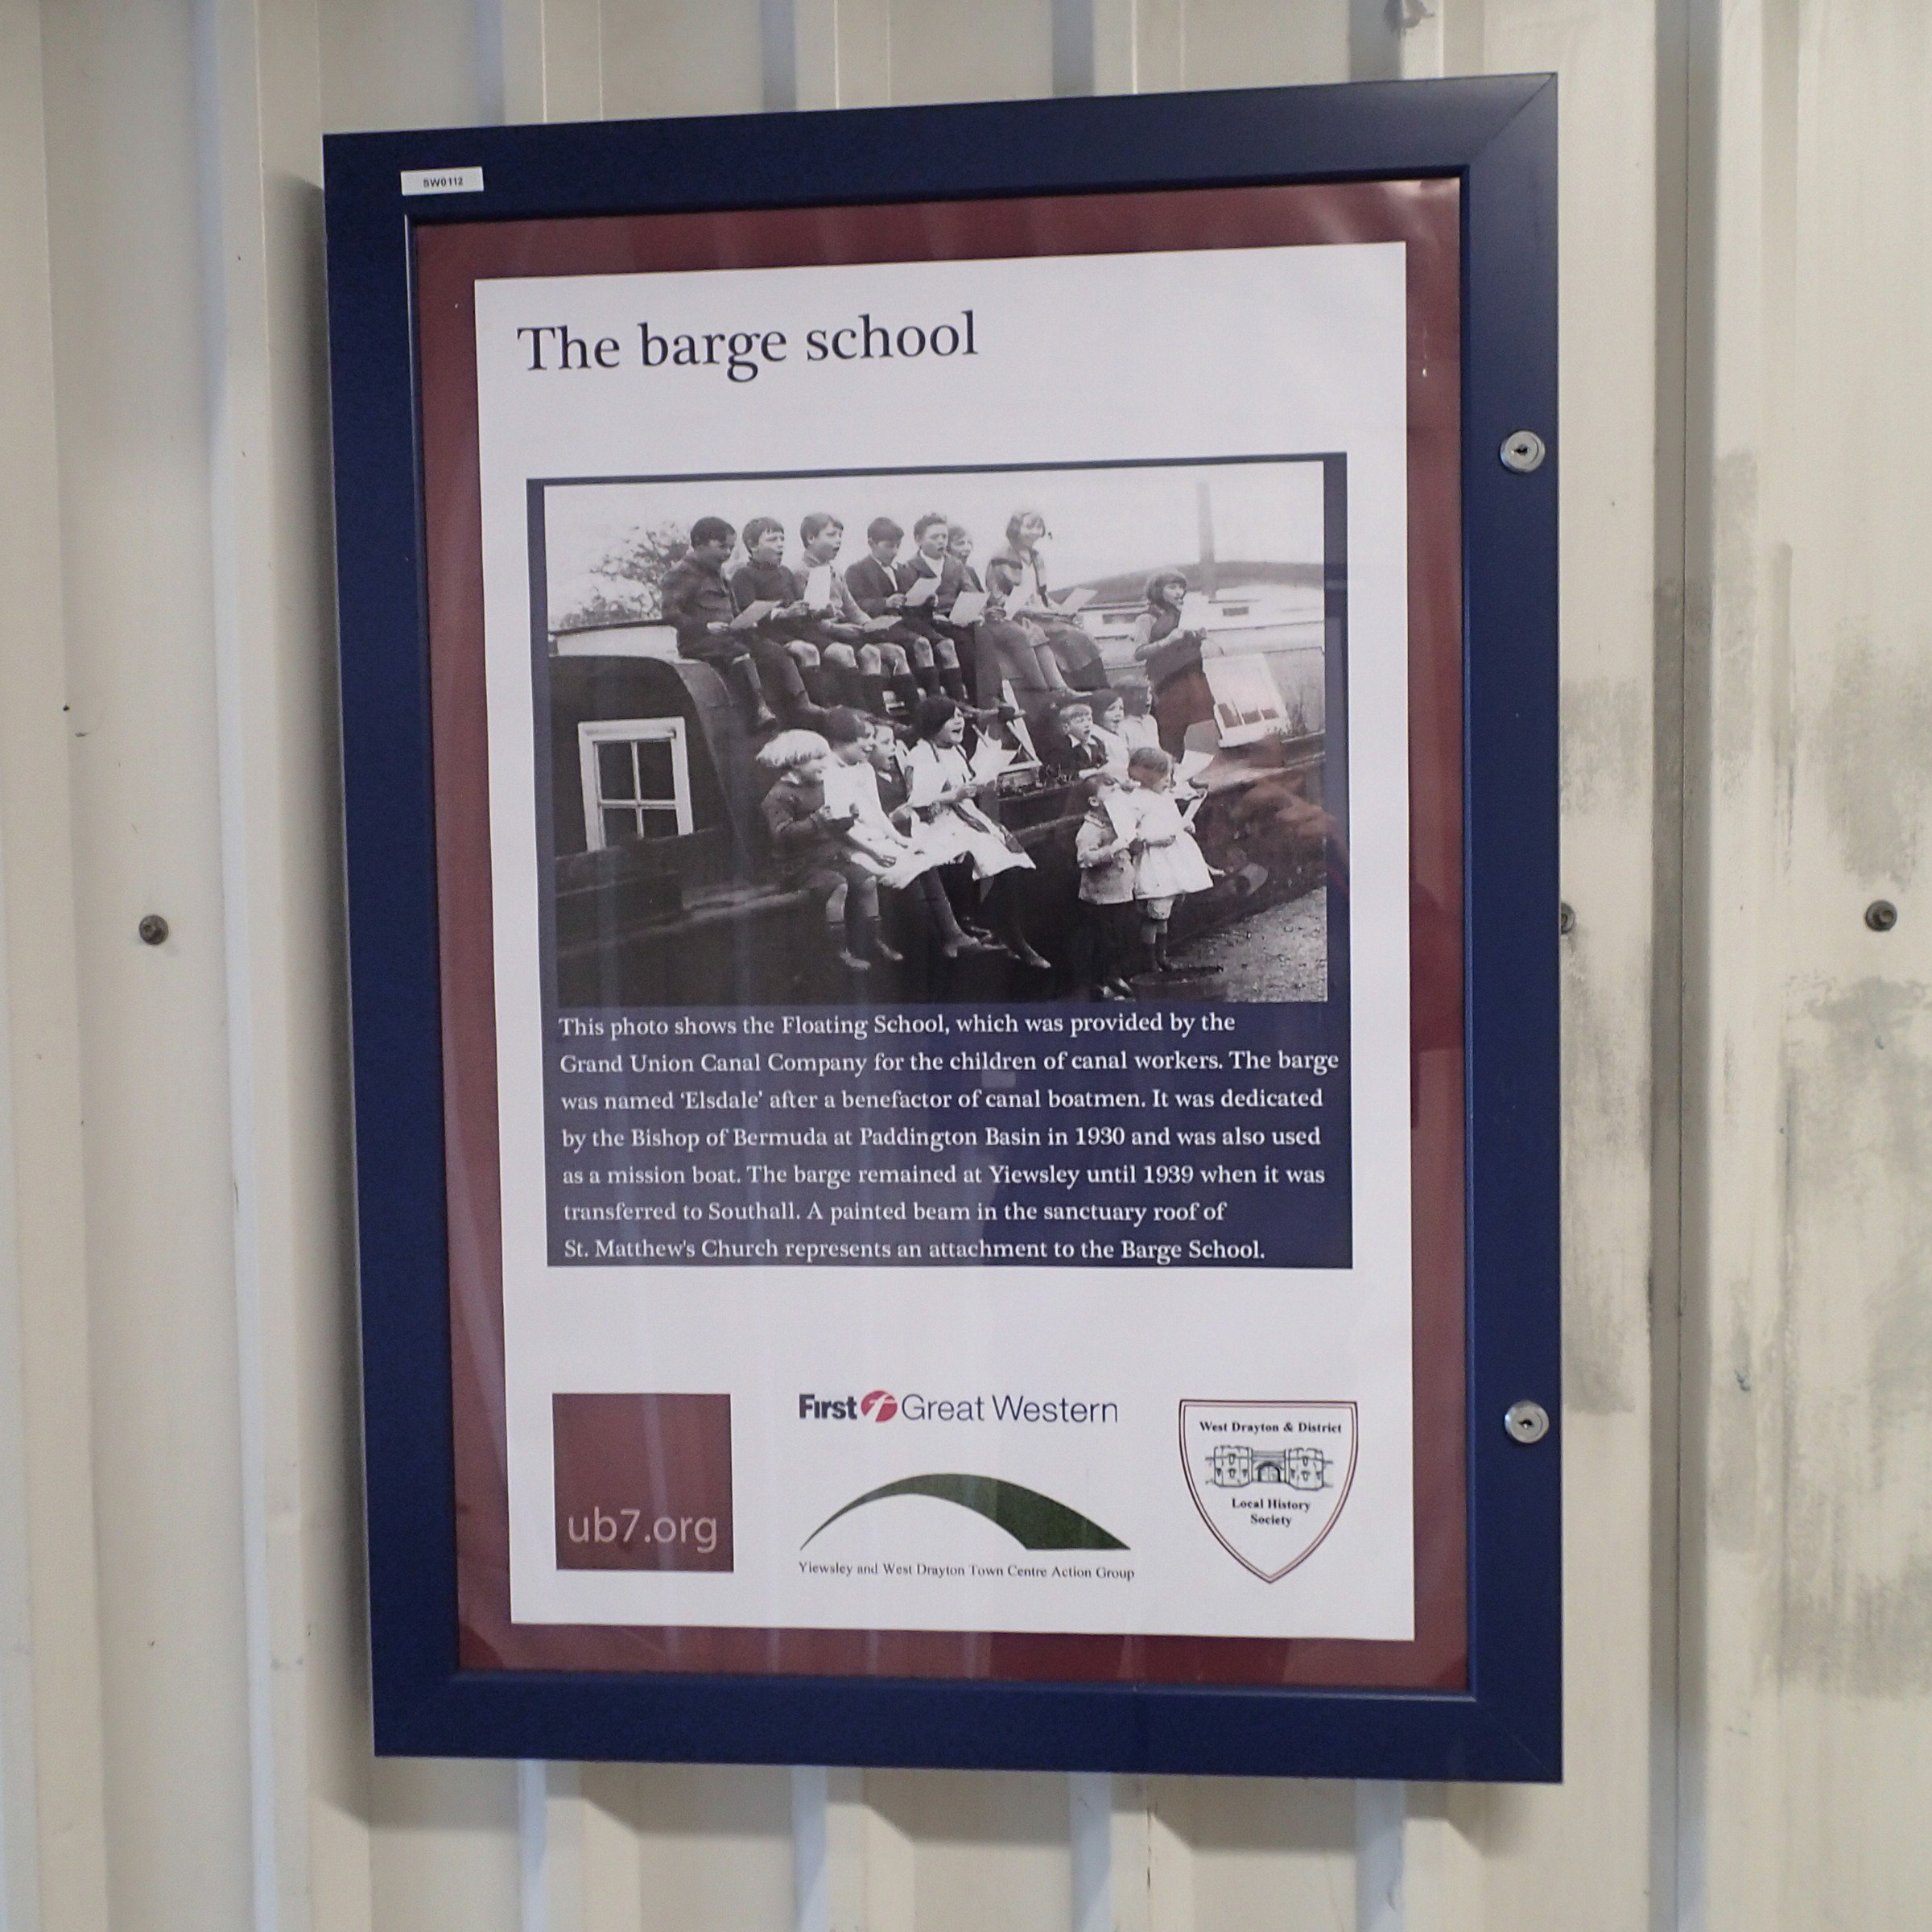 SW0112
The barge school
This photo shows the Floating School, which was provided by the
Grand Union Canal Company for the children of canal workers. The barge
was named ‘Elsdale’ after a benefactor of canal boatmen. It was dedicated
by the Bishop of Bermuda at Paddington Basin in 1930 and was also used
as a mission boat. The barge remained at Yiewsley until 1939 when it was
transferred to Southall. A painted beam in the sanctuary roof of
St. Matthew's Church represents an attachment to the Barge School.
ub7.org
First Great Western
Yiewsley and West Drayton Town Centre Action Group
West Drayton & District
Local History
Society